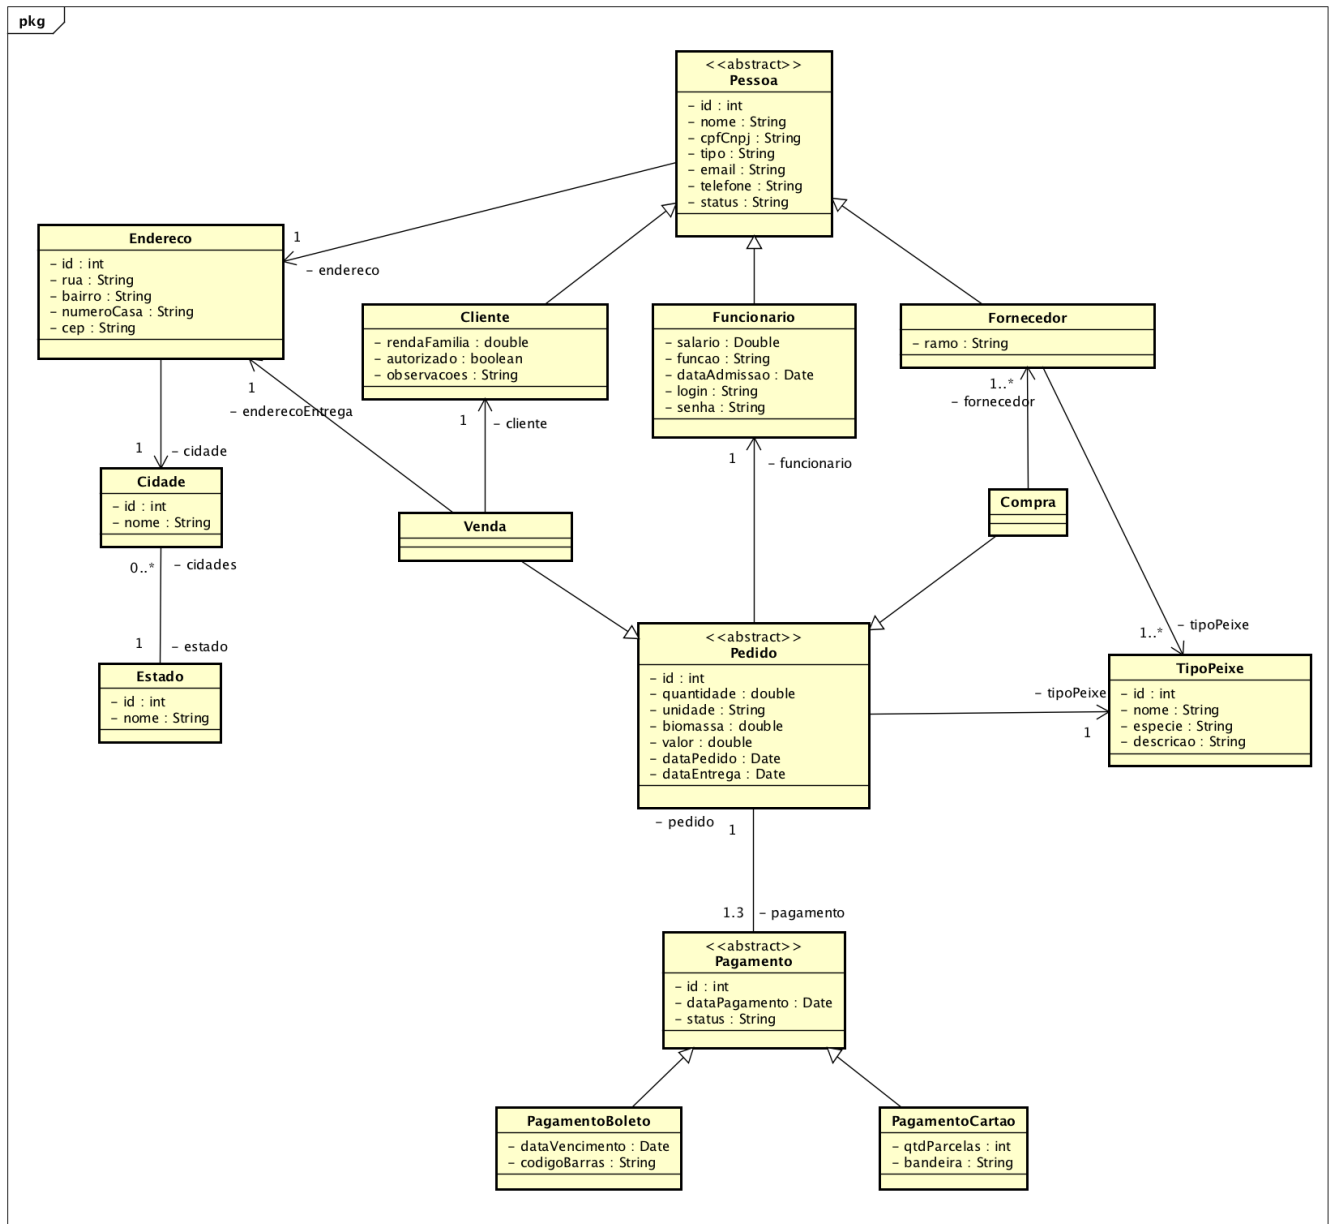 pkg
<<abstract>>
Pessoa
- id : int
- nome : String
- cpfCnpj : String
- tipo : String
- email : String
- telefone : String
- status : String
Endereco
- id : int
- rua : String
- bairro : String
- numeroCasa : String
- cep : String
1
- endereco
Cliente
- rendaFamilia : double
- autorizado : boolean
- observacoes : String
Funcionario
- salario : Double
- funcao : String
- dataAdmissao : Date
- login : String
- senha : String
Fornecedor
- ramo : String
1
- enderecoEntrega
1
- cliente
1
- funcionario
1..*
- fornecedor
1
- cidade
Cidade
- id : int
- nome : String
Venda
Compra
0..*
- cidades
1
- estado
Estado
- id : int
- nome : String
<<abstract>>
Pedido
- id : int
- quantidade : double
- unidade : String
- biomassa : double
- valor : double
- dataPedido : Date
- dataEntrega : Date
- tipoPeixe
1..*
- tipoPeixe
1
TipoPeixe
- id : int
- nome : String
- especie : String
- descricao : String
- pedido
1
1.3
- pagamento
<<abstract>>
Pagamento
- id : int
- dataPagamento : Date
- status : String
PagamentoBoleto
- dataVencimento : Date
- codigoBarras : String
PagamentoCartao
- qtdParcelas : int
- bandeira : String